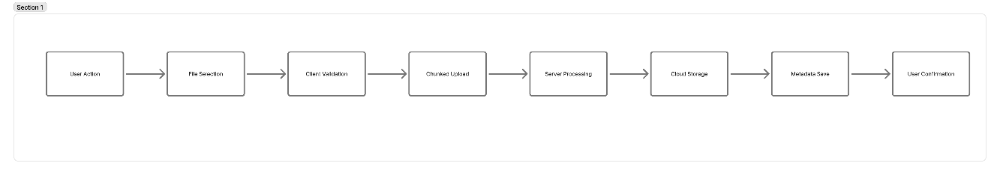 Section 1
User Action
File Selection
Client Validation
Chunked Upload
Server Processing
Cloud Storage
Metadata Save
User Confirmation